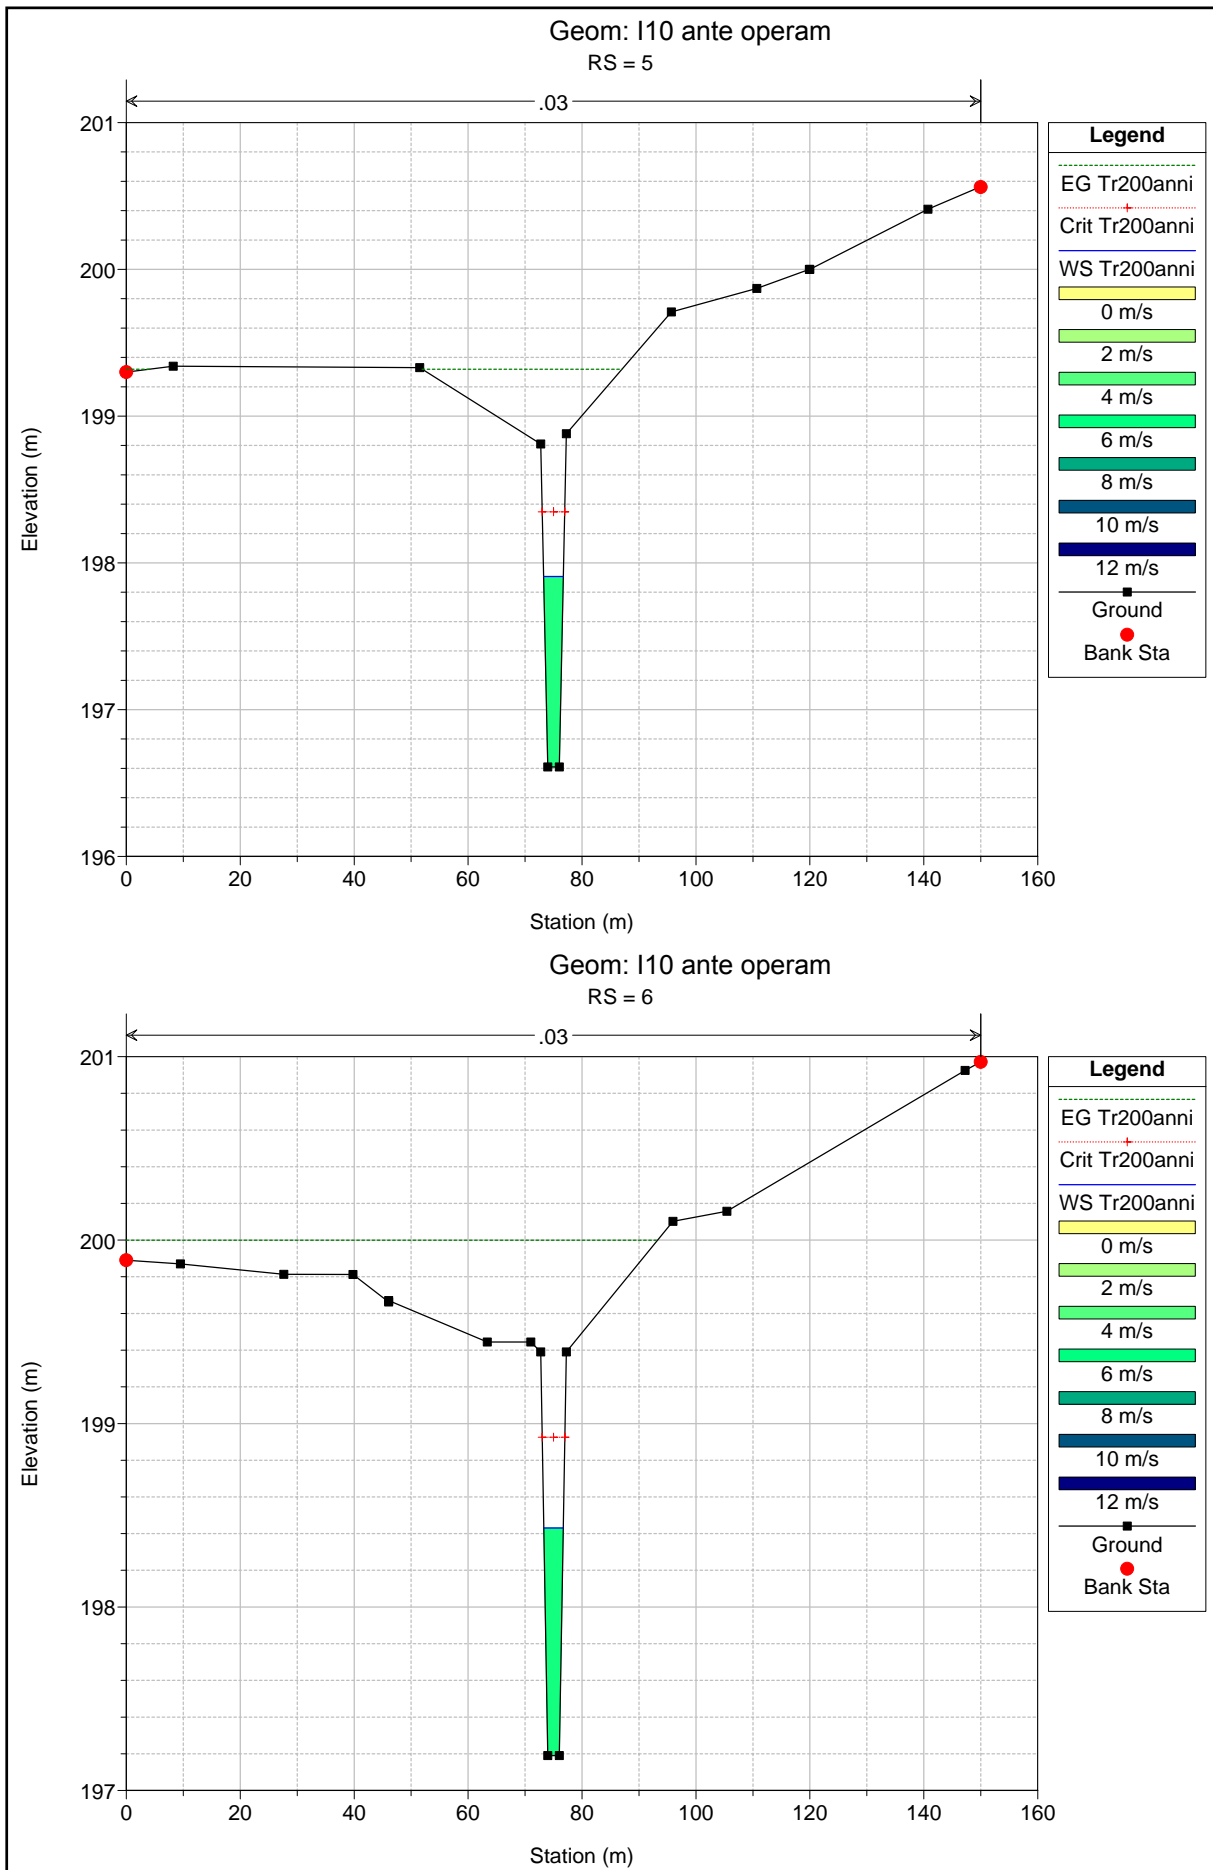 Geom: I10 ante operam
RS = 5
.03
201
200
199
198
197
196
Elevation (m)
0 20 40 60 80 100 120 140 160
Station (m)
Legend
EG Tr200anni
Crit Tr200anni
WS Tr200anni
0 m/s
2 m/s
4 m/s
6 m/s
8 m/s
10 m/s
12 m/s
Ground
Bank Sta
Geom: I10 ante operam
RS = 6
.03
201
200
199
198
197
Elevation (m)
0 20 40 60 80 100 120 140 160
Station (m)
Legend
EG Tr200anni
Crit Tr200anni
WS Tr200anni
0 m/s
2 m/s
4 m/s
6 m/s
8 m/s
10 m/s
12 m/s
Ground
Bank Sta